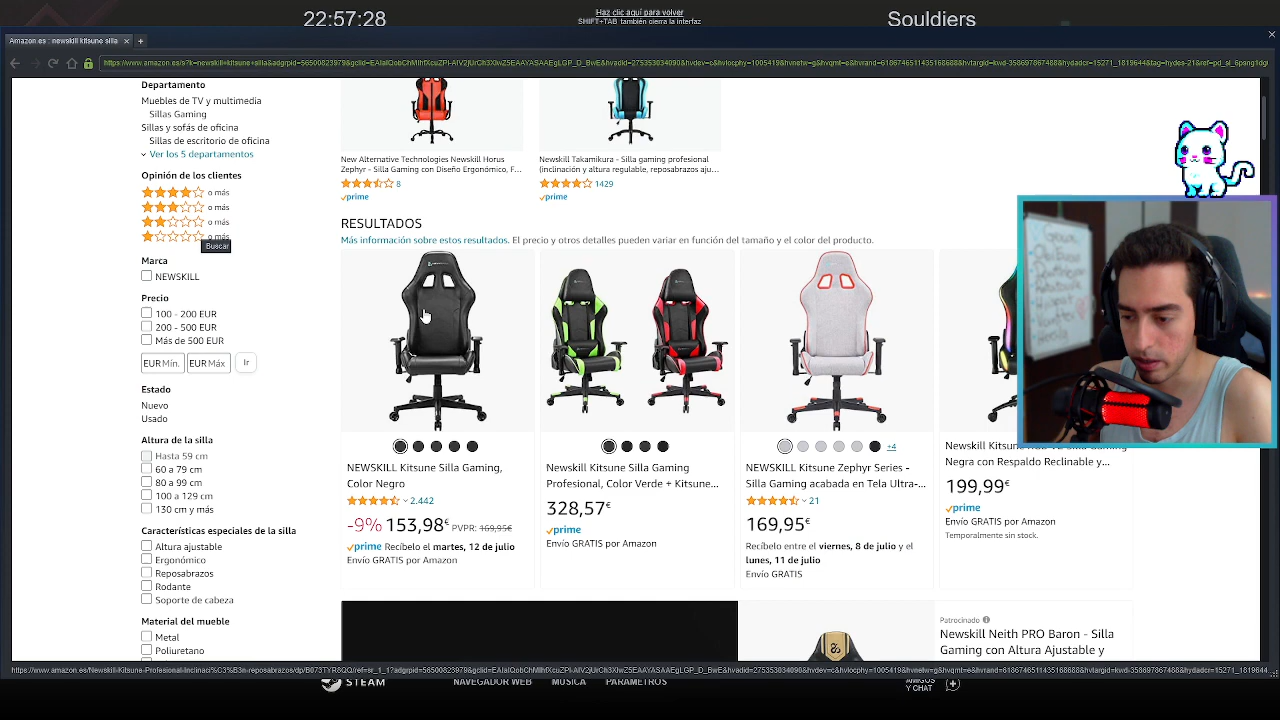 22:57:28
Haz clic aquí para volver
SHIFT+TAB también cierra la interfaz
Souldiers
Amazon.es : newskill kitsune silla
Departamento
Muebles de TV y multimedia
Sillas Gaming
Sillas y sofás de oficina
Sillas de escritorio de oficina
Ver los 5 departamentos
Opinión de los clientes
o más
o más
o más
o más
Buscar
Marca
NEWSKILL
Precio
100 - 200 EUR
200 - 500 EUR
Más de 500 EUR
EUR Mín.
EUR Máx
Ir
Estado
Nuevo
Usado
Altura de la silla
Hasta 59 cm
60 a 79 cm
80 a 99 cm
100 a 129 cm
130 cm y más
Características especiales de la silla
Altura ajustable
Ergonómico
Reposabrazos
Rodante
Soporte de cabeza
Material del mueble
Metal
Poliuretano
New Alternative Technologies Newskill Horus
Zephyr - Silla Gaming con Diseño Ergonómico, F...
8
prime
Newskill Takamikura - Silla gaming profesional
(inclinación y altura regulable, reposabrazos aju...
1429
prime
RESULTADOS
Más información sobre estos resultados. El precio y otros detalles pueden variar en función del tamaño y el color del producto.
NEWSKILL Kitsune Silla Gaming,
Color Negro
2.442
-9% 153,98€ PVPR: 169,95€
prime Recíbelo el martes, 12 de julio
Envío GRATIS por Amazon
Newskill Kitsune Silla Gaming
Profesional, Color Verde + Kitsune...
328,57€
prime
Envío GRATIS por Amazon
+4
NEWSKILL Kitsune Zephyr Series -
Silla Gaming acabada en Tela Ultra-...
21
169,95€
Recíbelo entre el viernes, 8 de julio y el
lunes, 11 de julio
Envío GRATIS
Newskill Kitsune
Negra con Respaldo Reclinable y...
199,99€
prime
Envío GRATIS por Amazon
Temporalmente sin stock.
Patrocinado
Newskill Neith PRO Baron - Silla
Gaming con Altura Ajustable y
STEAM
NAVEGADOR WEB
MÚSICA
PARÁMETROS
AMIGOS
Y CHAT